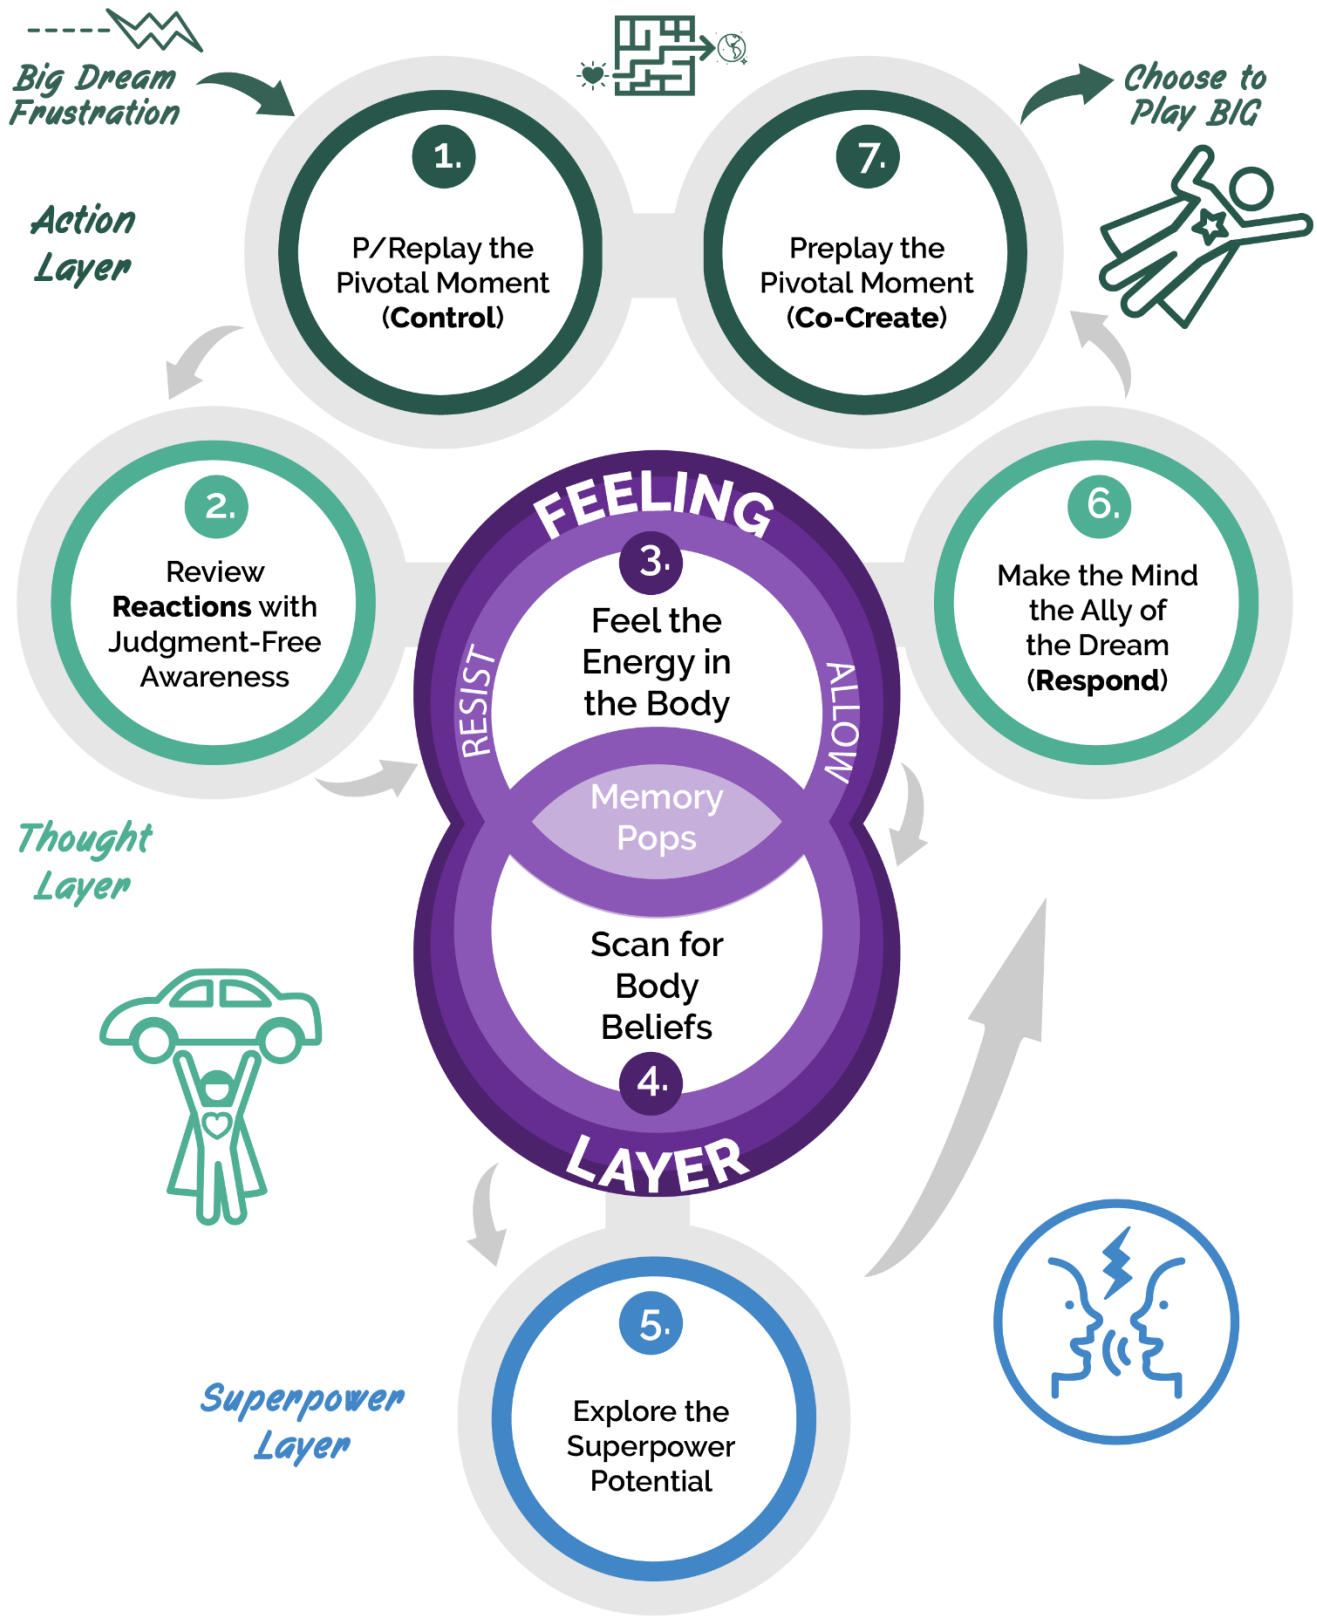 Big Dream
Frustration
Choose to
Play BIG
Action
Layer
1.
P/Replay the
Pivotal Moment
(Control)
7.
Preplay the
Pivotal Moment
(Co-Create)
2.
Review
Reactions with
Judgment-Free
Awareness
FEELING
3.
Feel the
Energy in
the Body
RESIST
ALLOW
Memory
Pops
Scan for
Body
Beliefs
4.
LAYER
6.
Make the Mind
the Ally of
the Dream
(Respond)
Thought
Layer
5.
Explore the
Superpower
Potential
Superpower
Layer